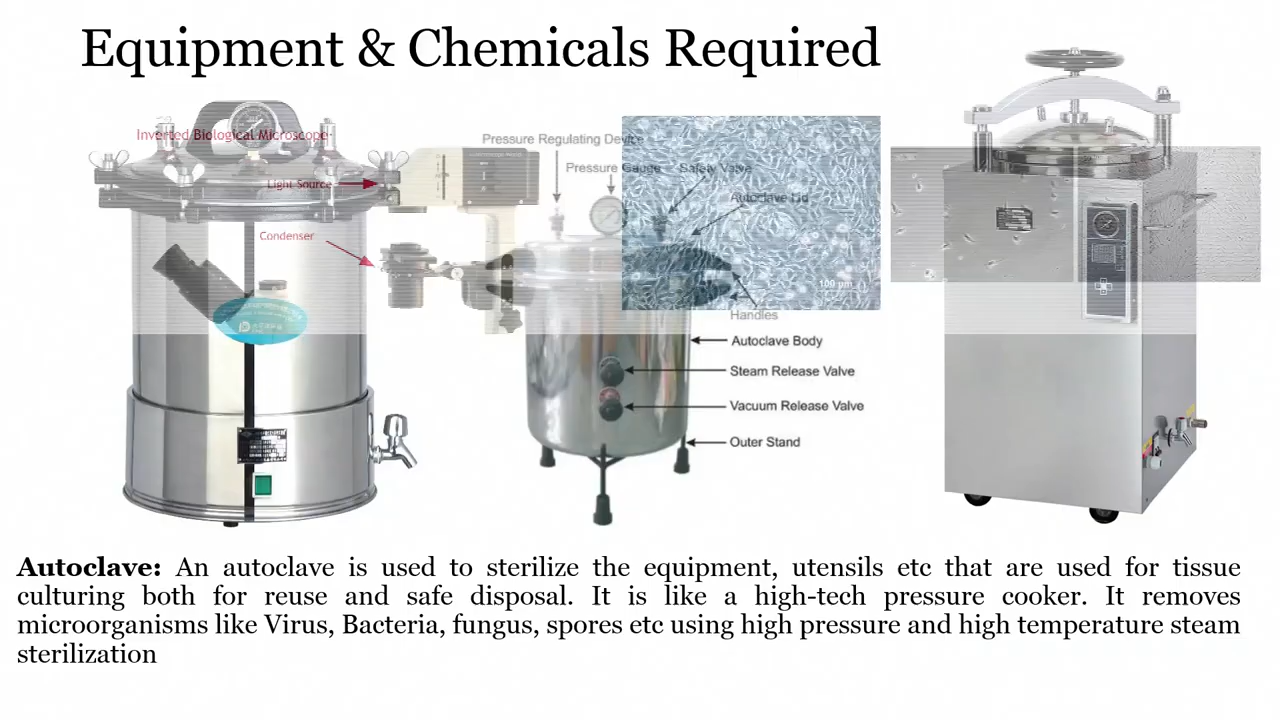 Equipment & Chemicals Required
Inverted Biological Microscope
Light Source
Condenser
Pressure Regulating Device
Pressure Gauge
Safety Valve
Autoclave Lid
100 µm
Handles
Autoclave Body
Steam Release Valve
Vacuum Release Valve
Outer Stand
Autoclave: An autoclave is used to sterilize the equipment, utensils etc that are used for tissue
culturing both for reuse and safe disposal. It is like a high-tech pressure cooker. It removes
microorganisms like Virus, Bacteria, fungus, spores etc using high pressure and high temperature steam
sterilization